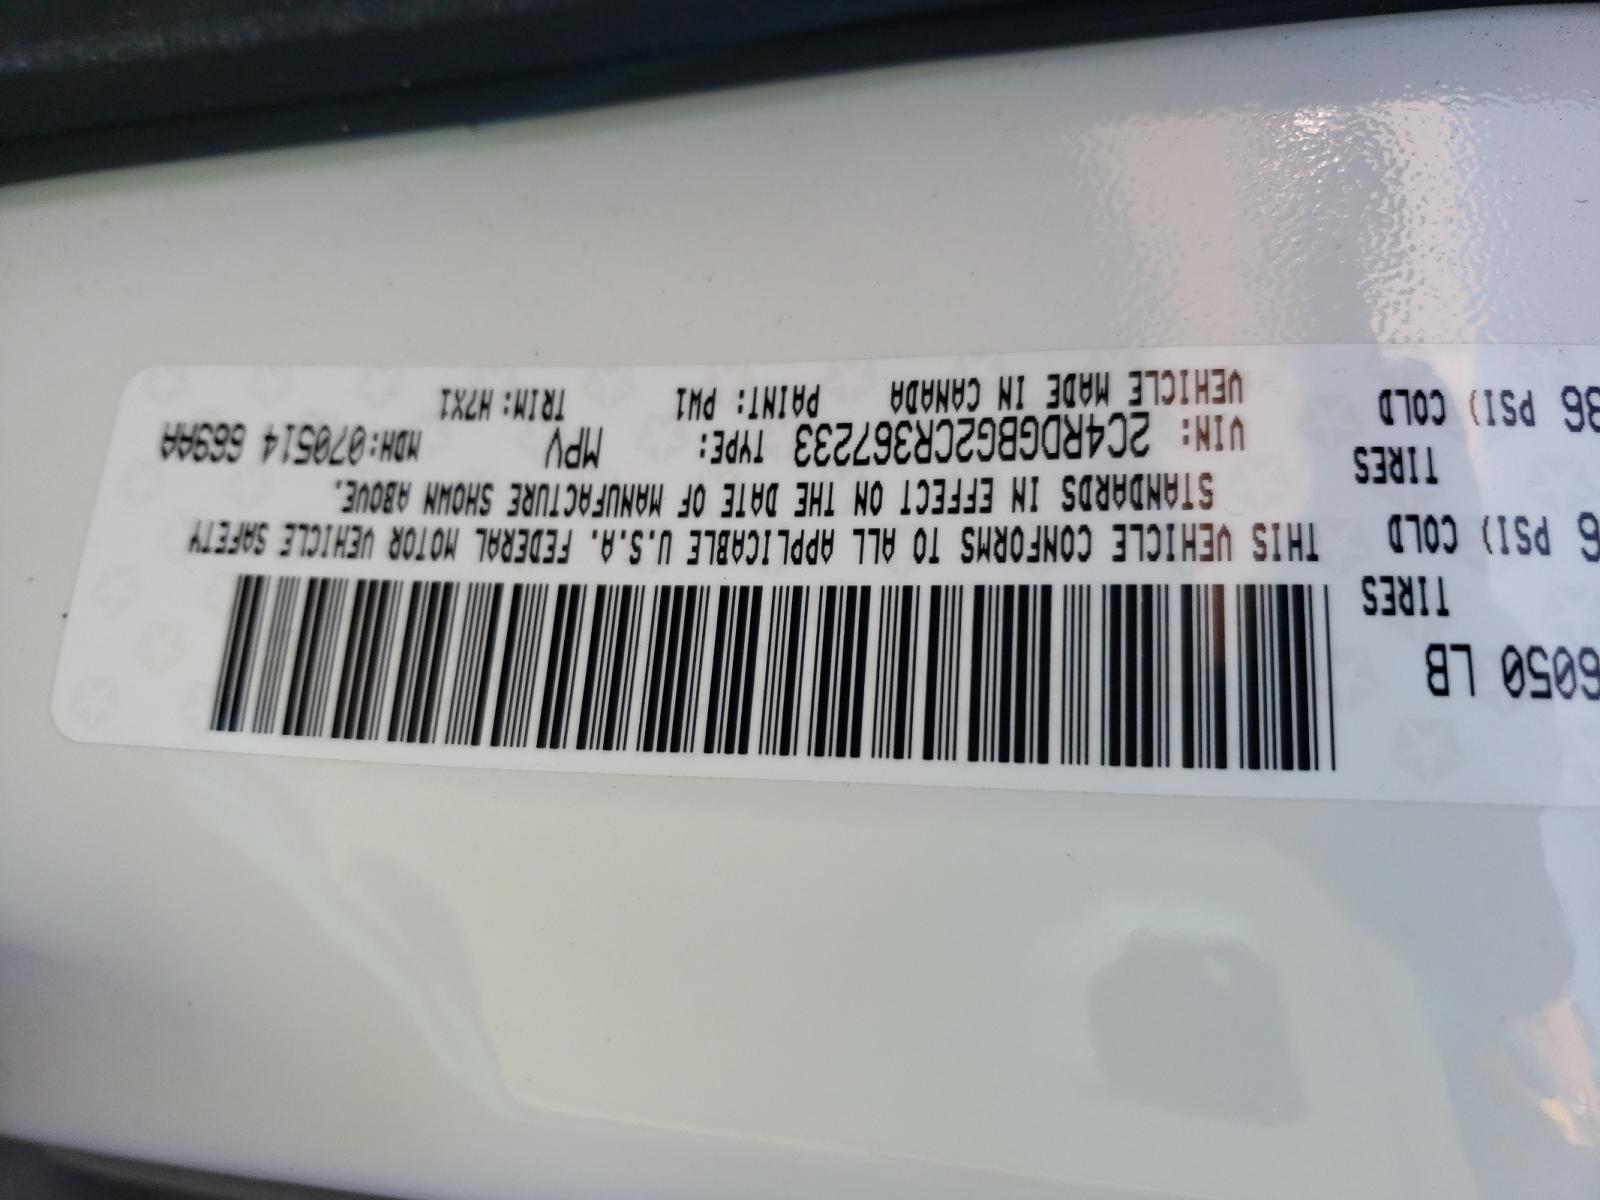 6050 LB
TIRES
6 PSI) COLD
TIRES
36 PSI) COLD
THIS VEHICLE CONFORMS TO ALL APPLICABLE U.S.A. FEDERAL MOTOR VEHICLE SAFETY
STANDARDS IN EFFECT ON THE DATE OF MANUFACTURE SHOWN ABOVE.
VIN: 2C4RDGBG2CR367233 TYPE: MPV MDH:070514 669AA
VEHICLE MADE IN CANADA PAINT: PW1 TRIM: H7X1